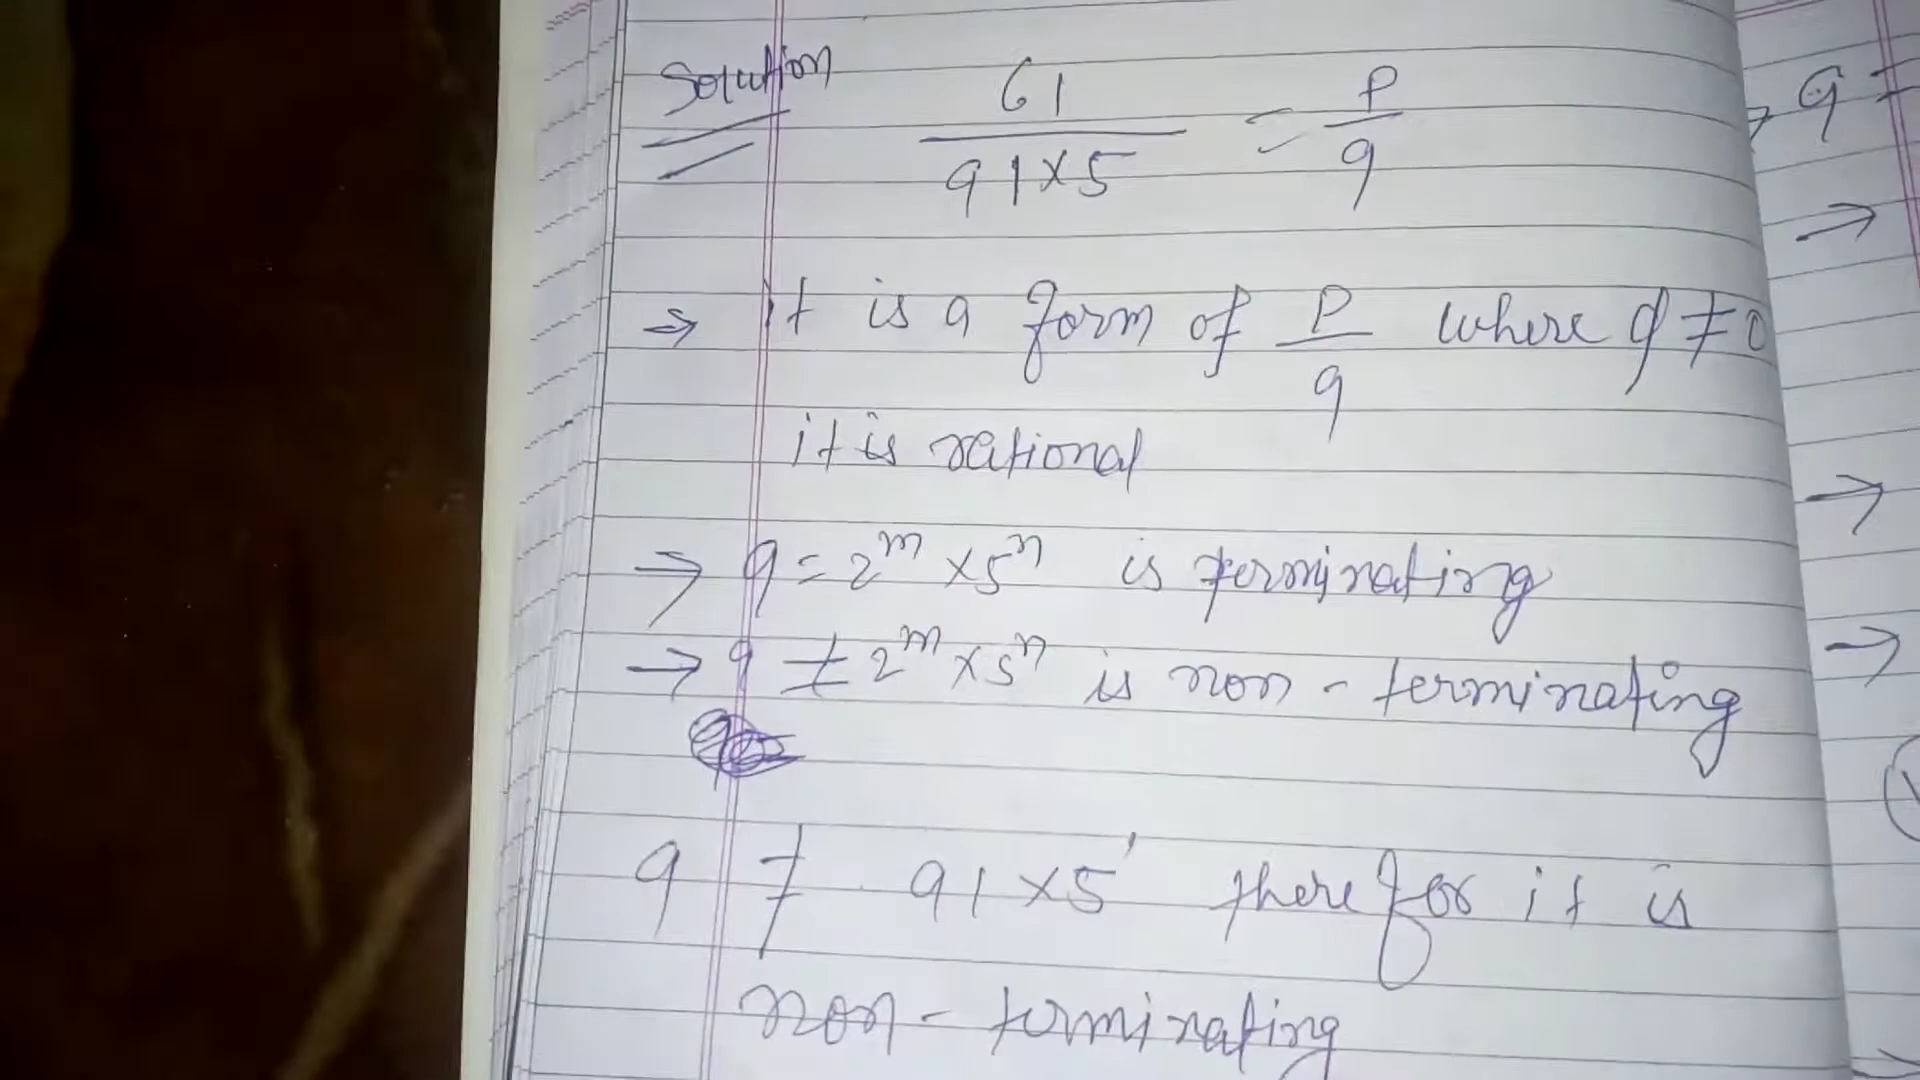 Solution 61/91×5 = P/q
⇒ It is a form of P/q where q ≠ 0
it is rational
→ q = 2^m × 5^n is terminating
→ q ≠ 2^m × 5^n is non - terminating
q ≠ 91 × 5' therefor it is
non - terminating
q =
→
→
→